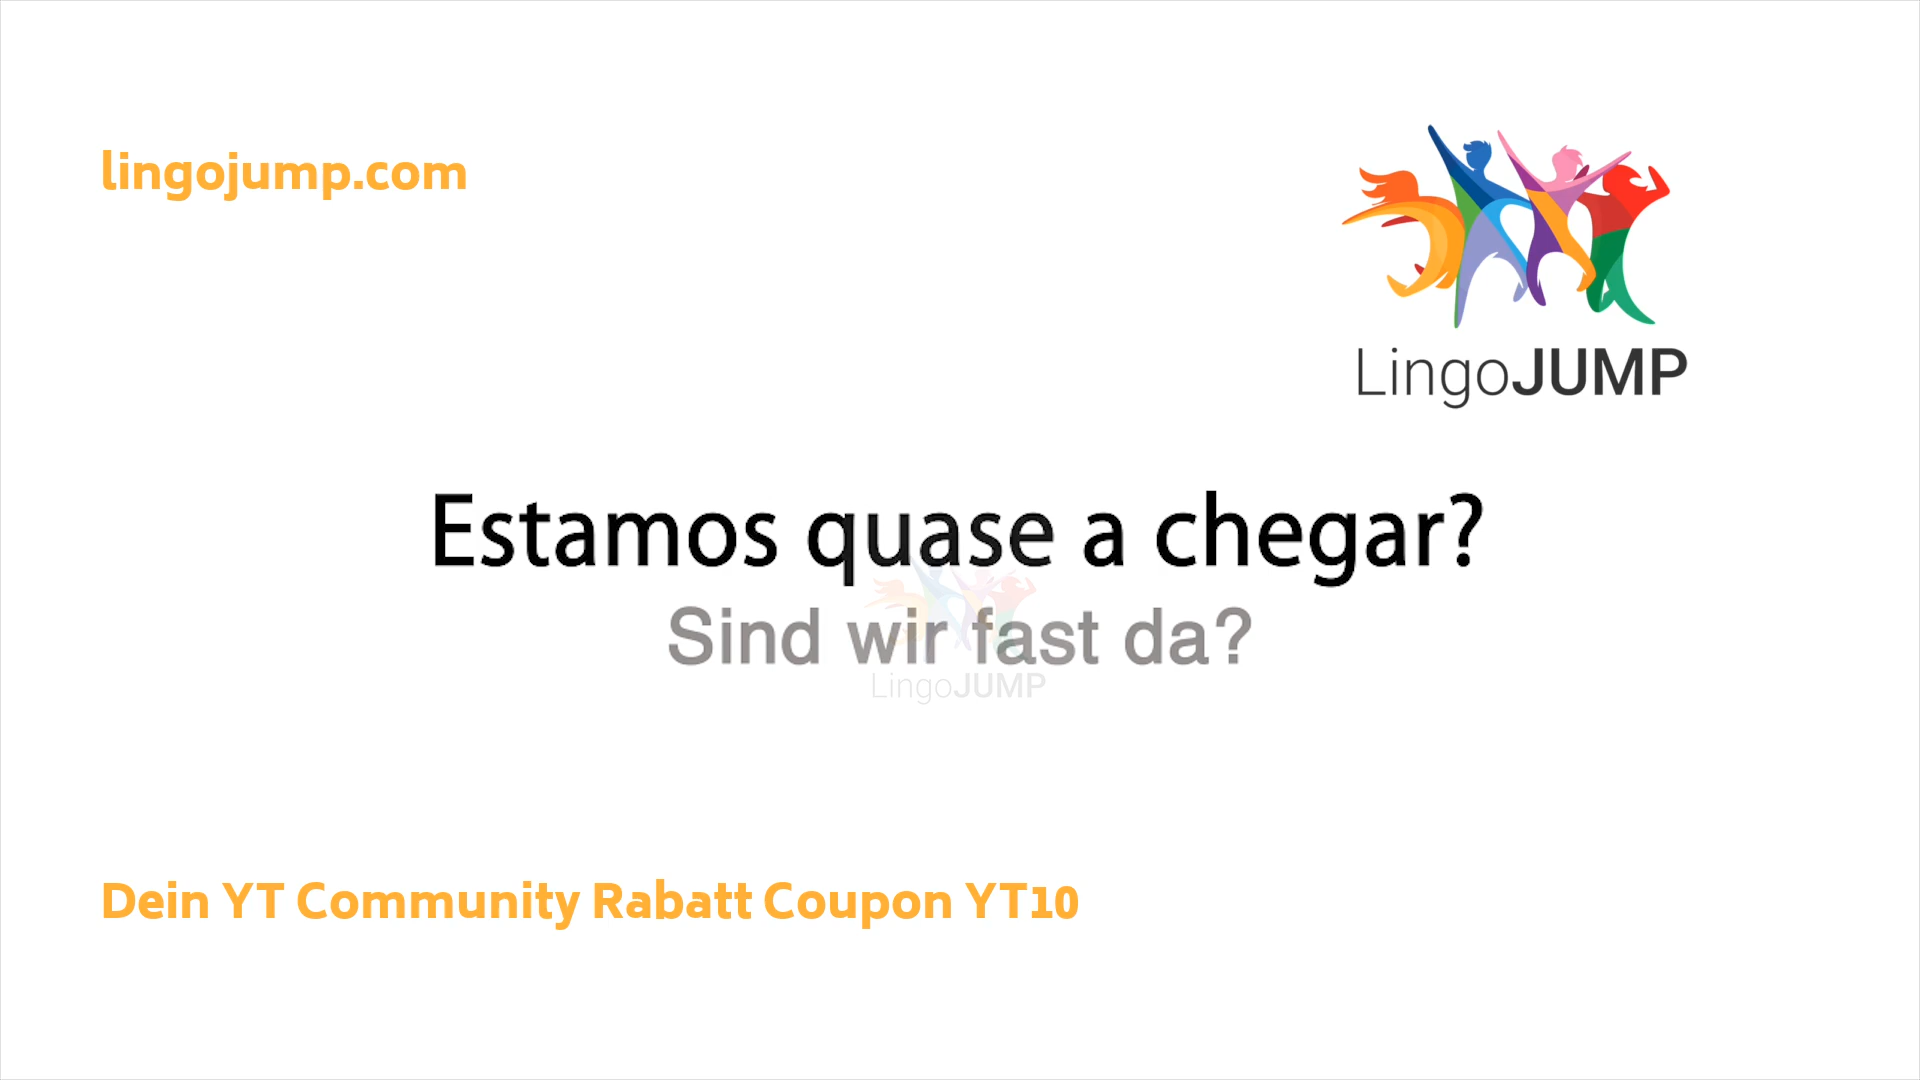 lingojump.com
LingoJUMP
Estamos quase a chegar?
Sind wir fast da?
LingoJUMP
Dein YT Community Rabatt Coupon YT10